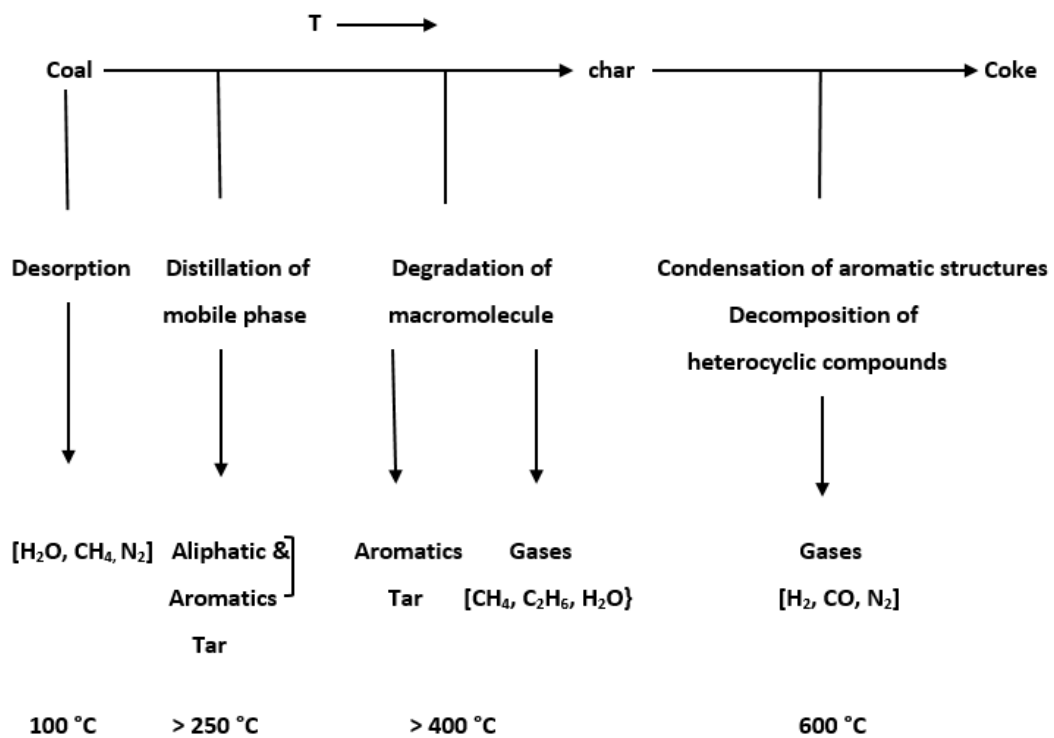 T
Coal char Coke
Desorption Distillation of Degradation of Condensation of aromatic structures
mobile phase macromolecule Decomposition of
heterocyclic compounds
[H₂O, CH₄, N₂] Aliphatic & Aromatics Gases Gases
Aromatics Tar [CH₄, C₂H₆, H₂O} [H₂, CO, N₂]
Tar
100 °C > 250 °C > 400 °C 600 °C